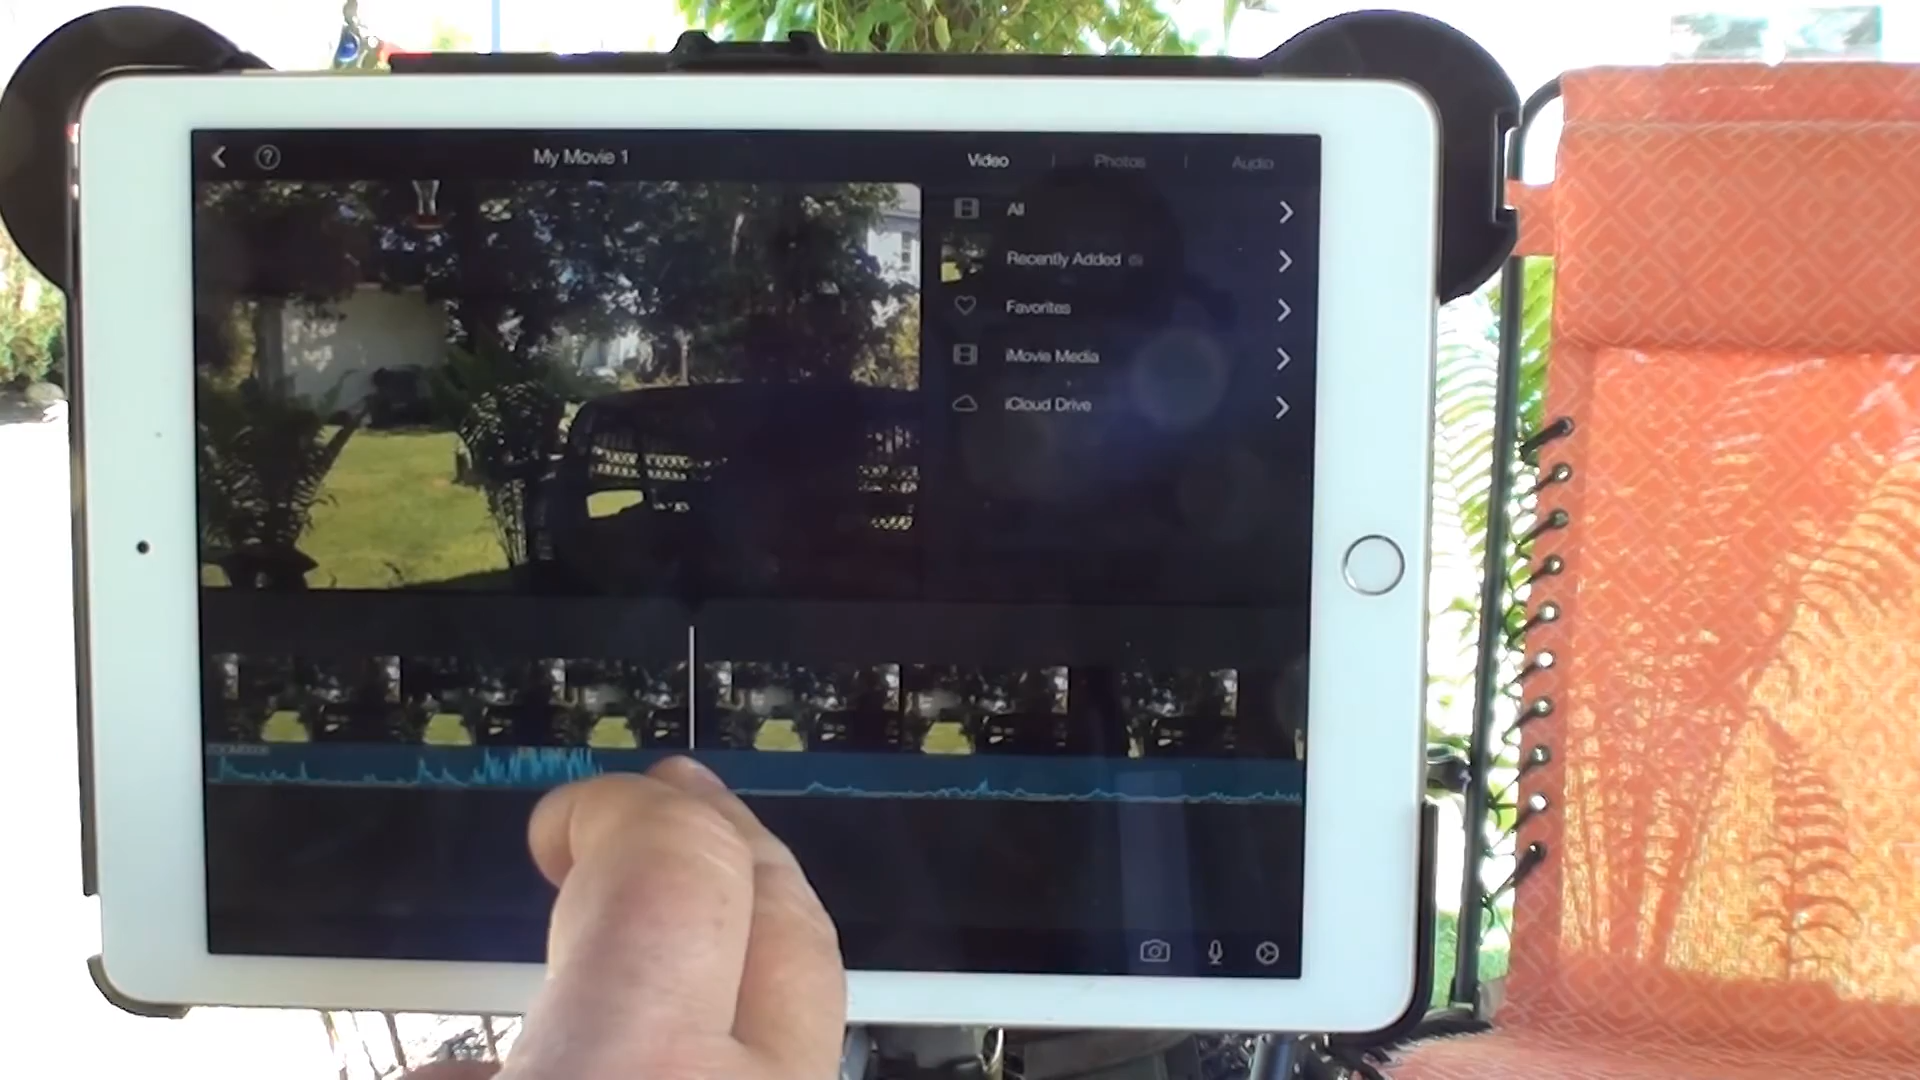 ?
My Movie 1
Video | Photos | Audio
All
Recently Added
Favorites
iMovie Media
iCloud Drive